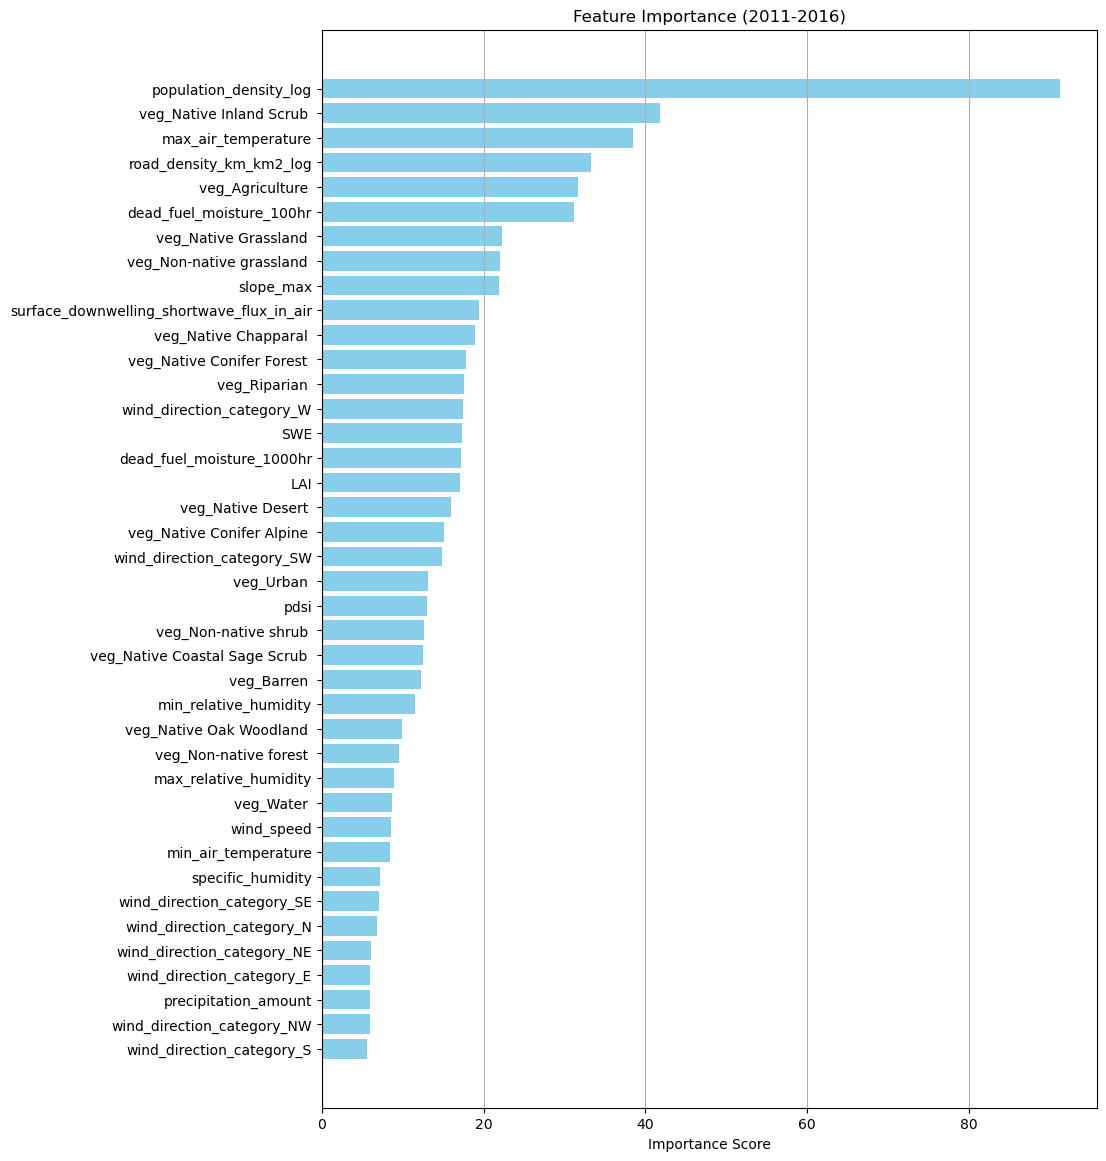 Feature Importance (2011-2016)
population_density_log
veg_Native Inland Scrub
max_air_temperature
road_density_km_km2_log
veg_Agriculture
dead_fuel_moisture_100hr
veg_Native Grassland
veg_Non-native grassland
slope_max
surface_downwelling_shortwave_flux_in_air
veg_Native Chapparal
veg_Native Conifer Forest
veg_Riparian
wind_direction_category_W
SWE
dead_fuel_moisture_1000hr
LAI
veg_Native Desert
veg_Native Conifer Alpine
wind_direction_category_SW
veg_Urban
pdsi
veg_Non-native shrub
veg_Native Coastal Sage Scrub
veg_Barren
min_relative_humidity
veg_Native Oak Woodland
veg_Non-native forest
max_relative_humidity
veg_Water
wind_speed
min_air_temperature
specific_humidity
wind_direction_category_SE
wind_direction_category_N
wind_direction_category_NE
wind_direction_category_E
precipitation_amount
wind_direction_category_NW
wind_direction_category_S
0 20 40 60 80
Importance Score